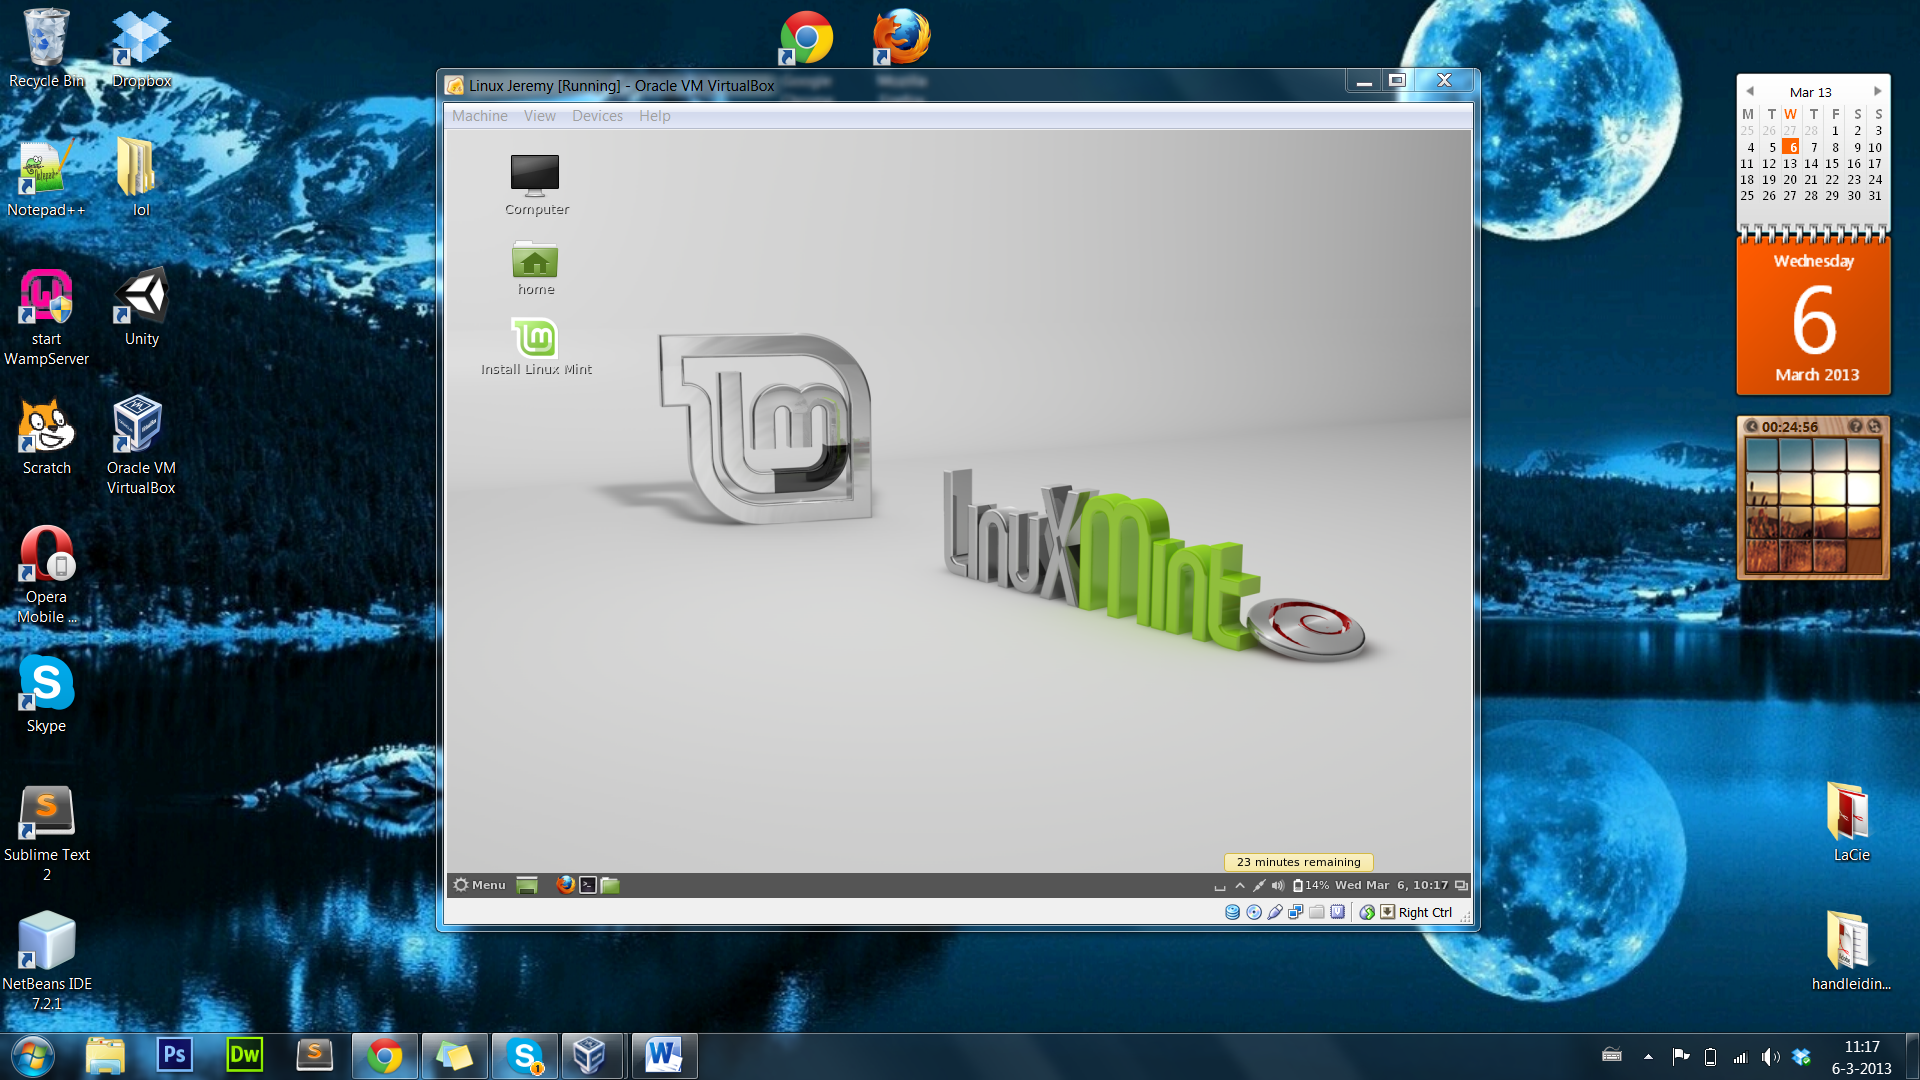 Recycle Bin
Dropbox
Notepad++
lol
start
WampServer
Unity
Scratch
Oracle VM
VirtualBox
Opera
Mobile ...
Skype
Sublime Text
2
NetBeans IDE
7.2.1
Linux Jeremy [Running] - Oracle VM VirtualBox
Machine View Devices Help
Computer
home
Install Linux Mint
LinuxMint
23 minutes remaining
Menu
14% Wed Mar 6, 10:17
Right Ctrl
Mar 13
M T W T F S S
25 26 27 28 1 2 3
4 5 6 7 8 9 10
11 12 13 14 15 16 17
18 19 20 21 22 23 24
25 26 27 28 29 30 31
Wednesday
6
March 2013
00:24:56
LaCie
handleidin...
Ps
Dw
S
1
W
11:17
6-3-2013